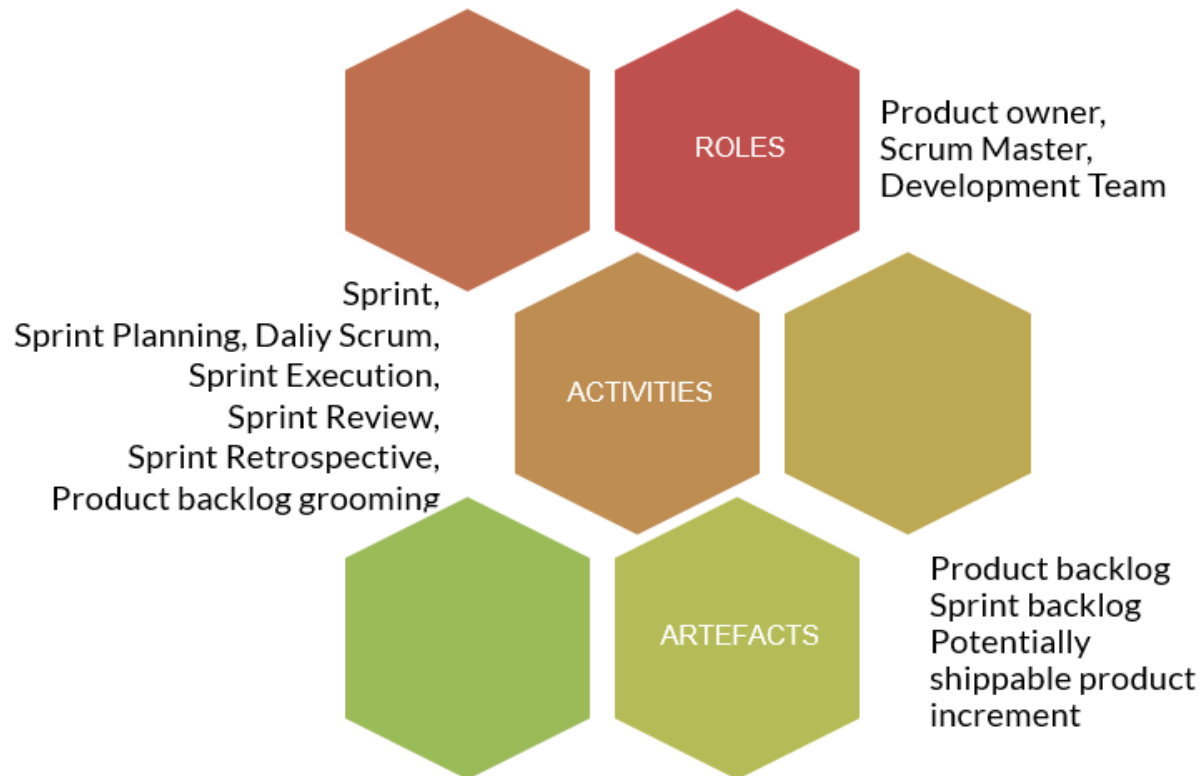 ROLES
Product owner,
Scrum Master,
Development Team
Sprint,
Sprint Planning, Daliy Scrum,
Sprint Execution,
Sprint Review,
Sprint Retrospective,
Product backlog grooming
ACTIVITIES
ARTEFACTS
Product backlog
Sprint backlog
Potentially
shippable product
increment